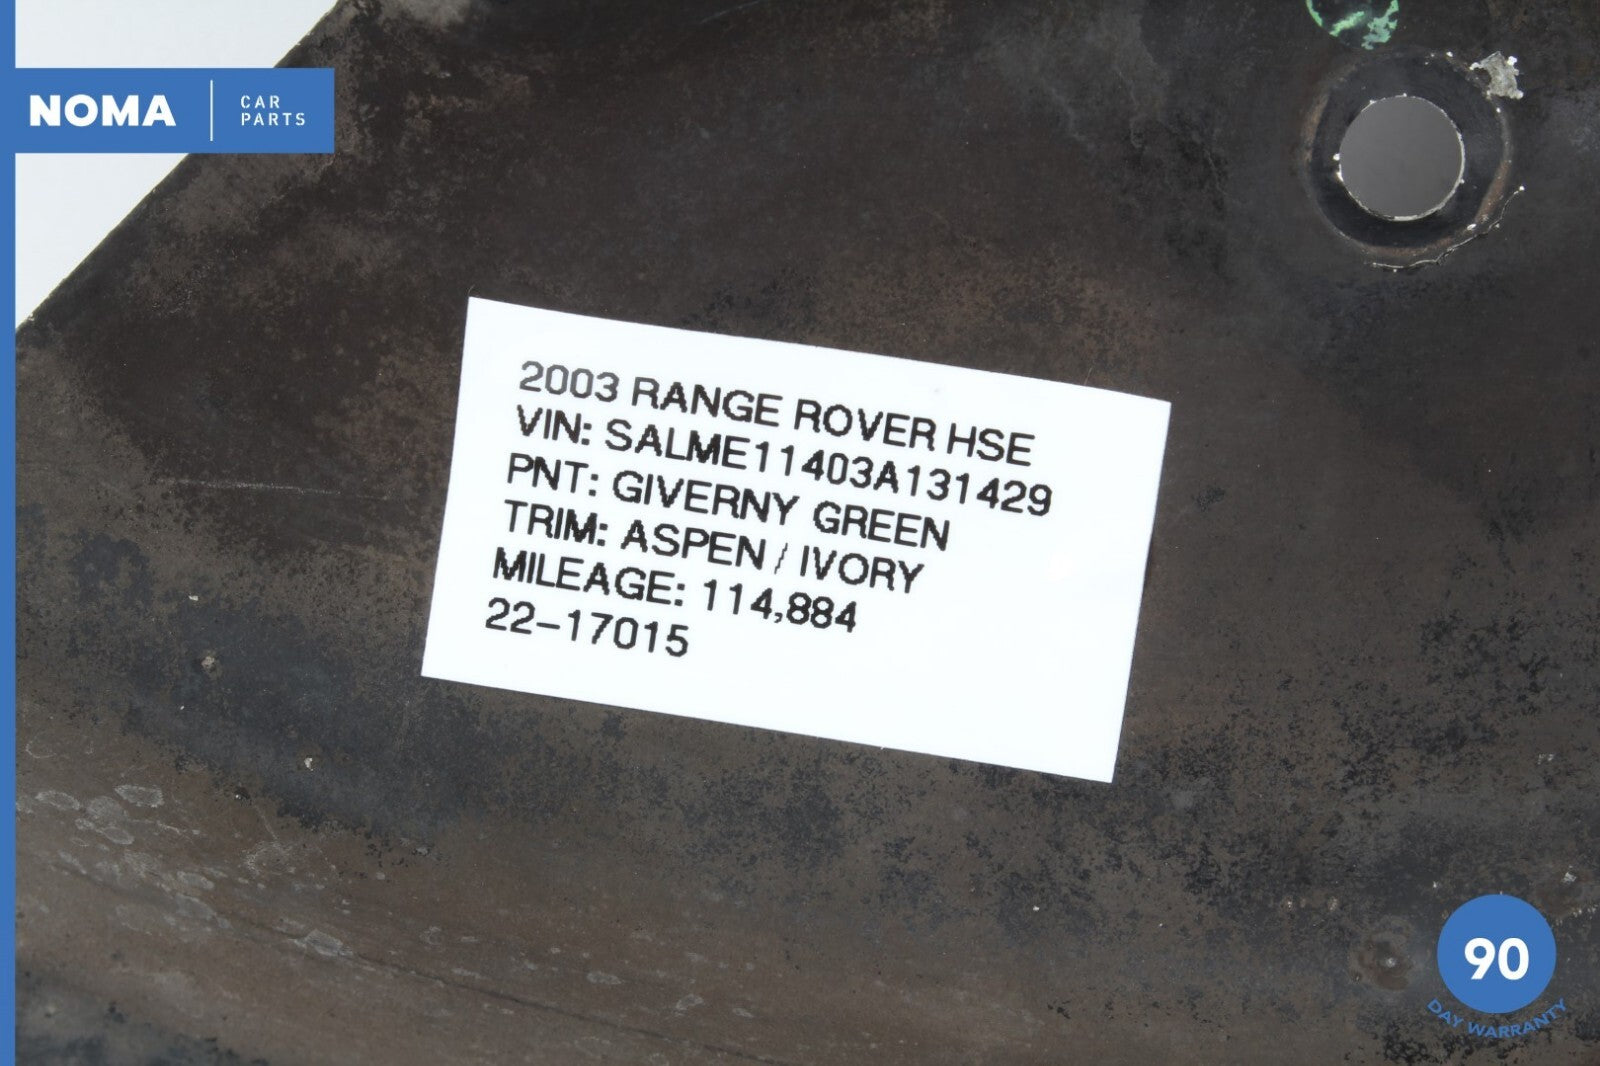 NOMA
CAR
PARTS
2003 RANGE ROVER HSE
VIN: SALME11403A131429
PNT: GIVERNY GREEN
TRIM: ASPEN / IVORY
MILEAGE: 114,884
22-17015
90
DAY WARRANTY